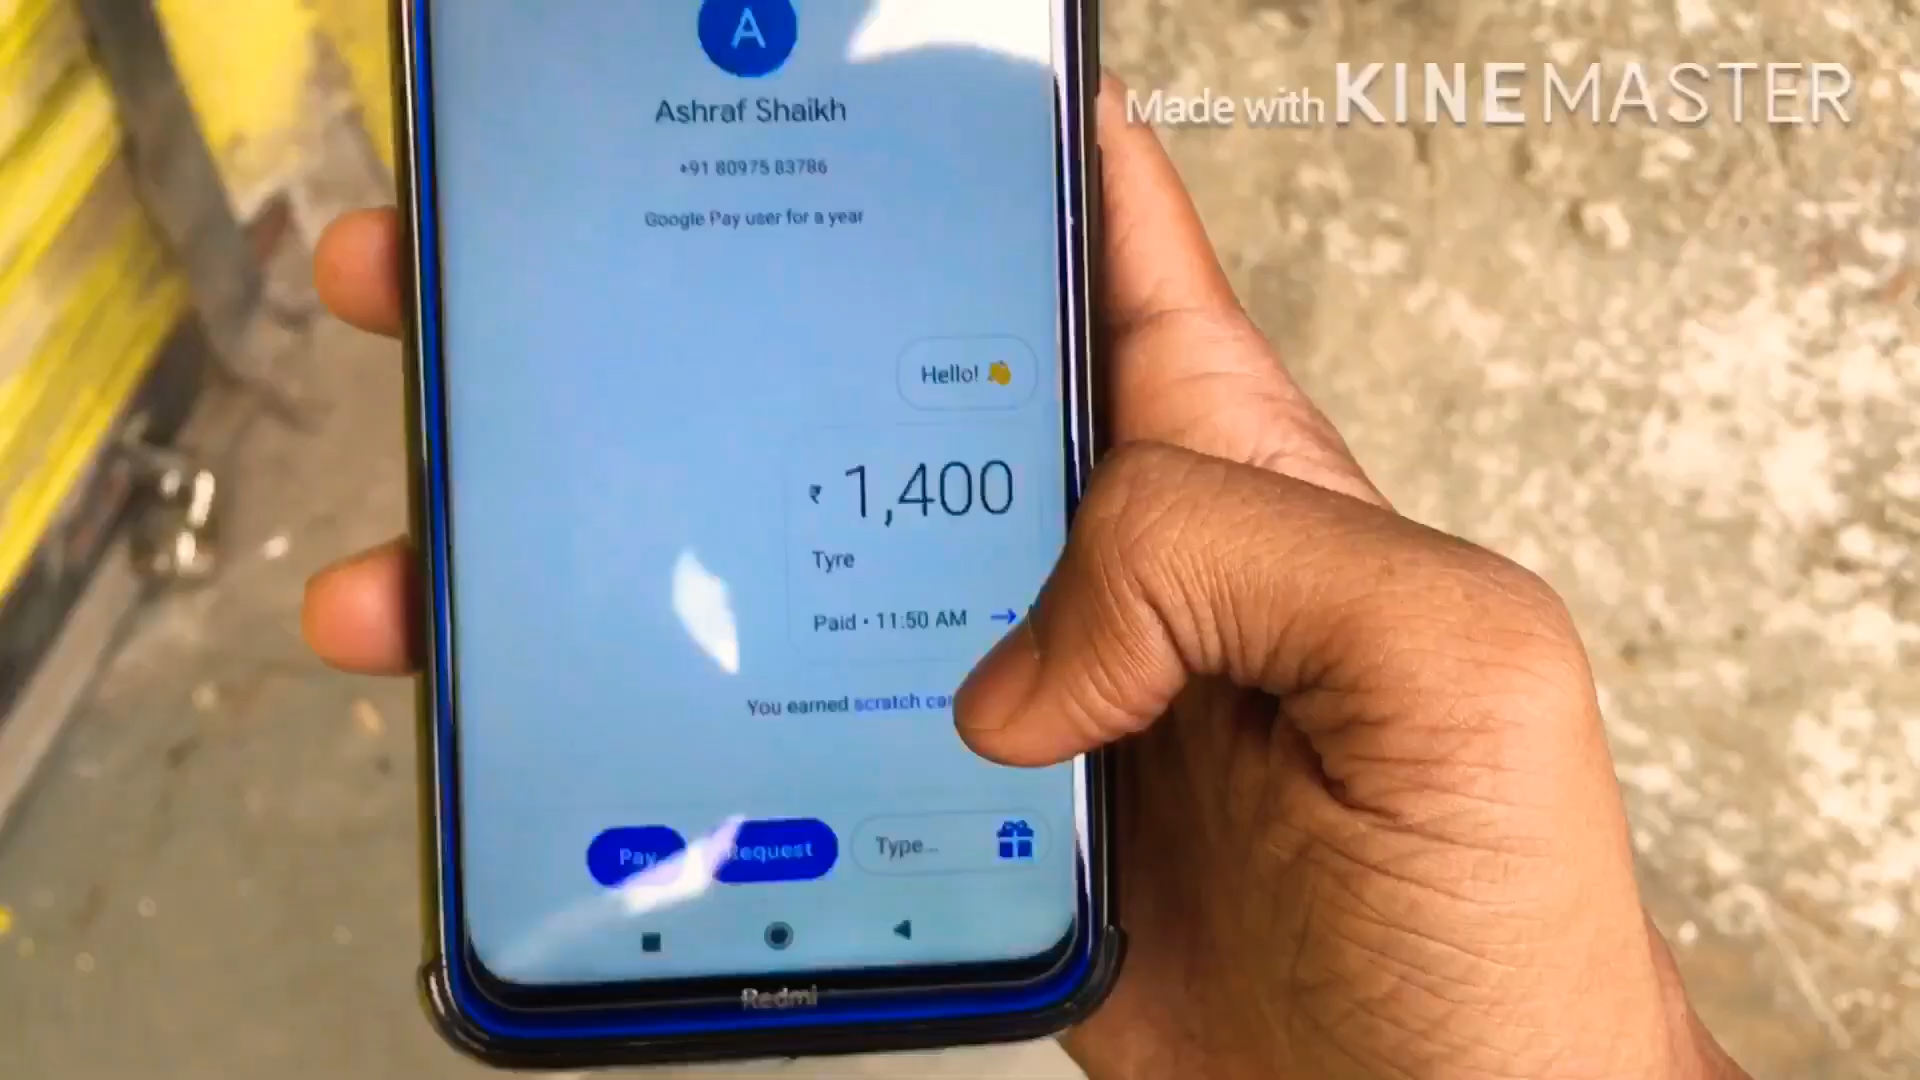 A
Made with KINEMASTER
Ashraf Shaikh
+91 80975 83786
Google Pay user for a year
Hello! 👋
₹ 1,400
Tyre
Paid • 11:50 AM →
You earned scratch
Pay Request Type...
Redmi